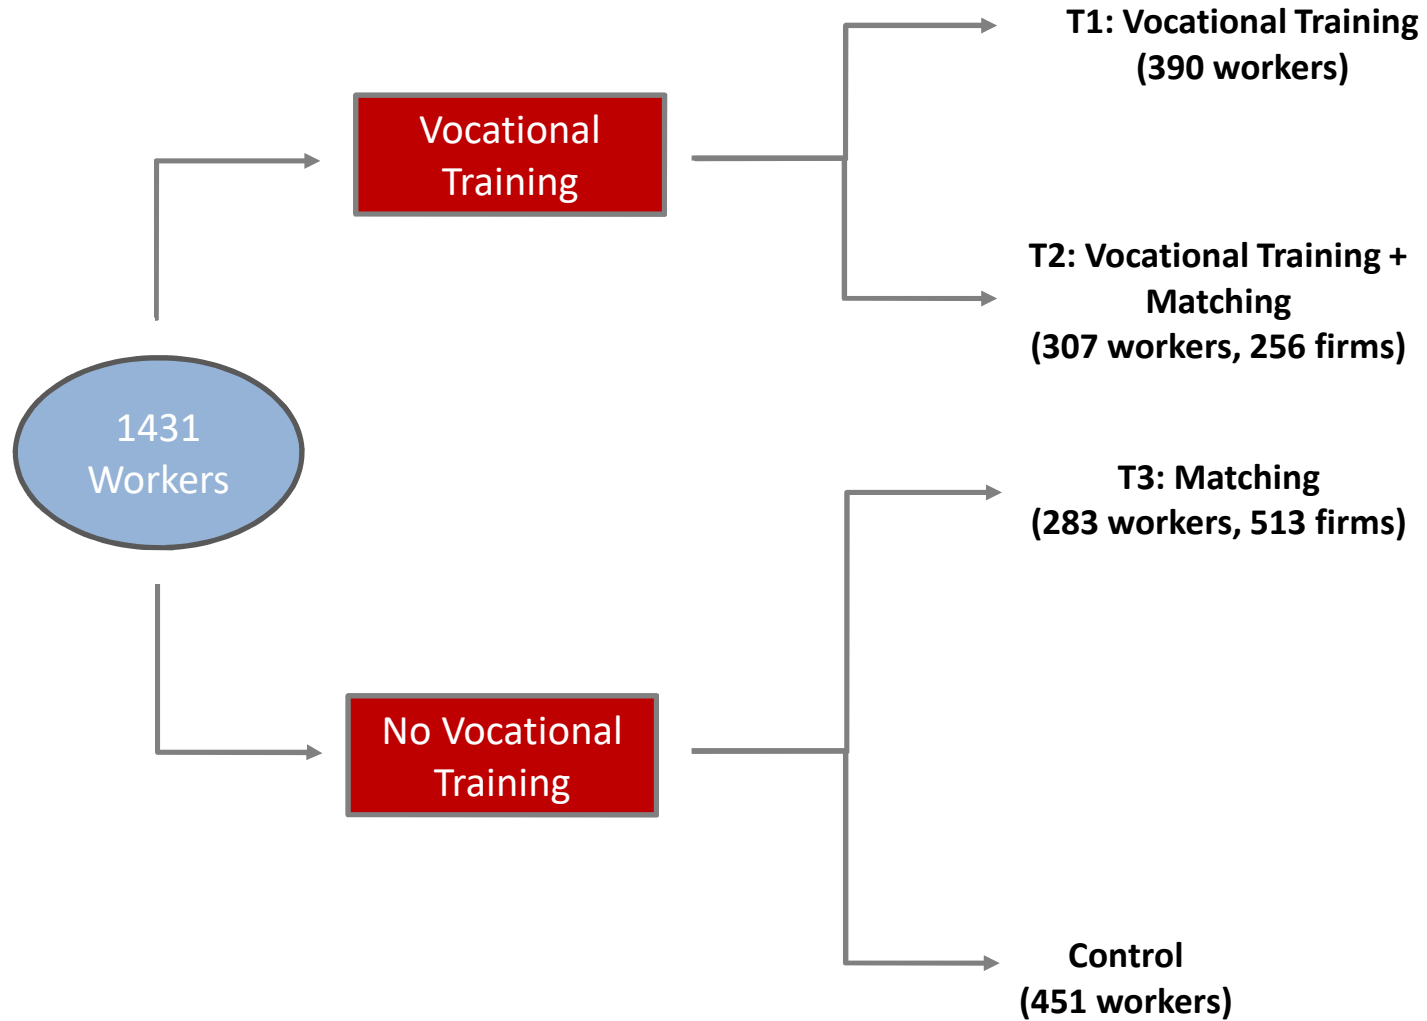 T1: Vocational Training
(390 workers)
Vocational
Training
T2: Vocational Training +
Matching
(307 workers, 256 firms)
1431
Workers
T3: Matching
(283 workers, 513 firms)
No Vocational
Training
Control
(451 workers)